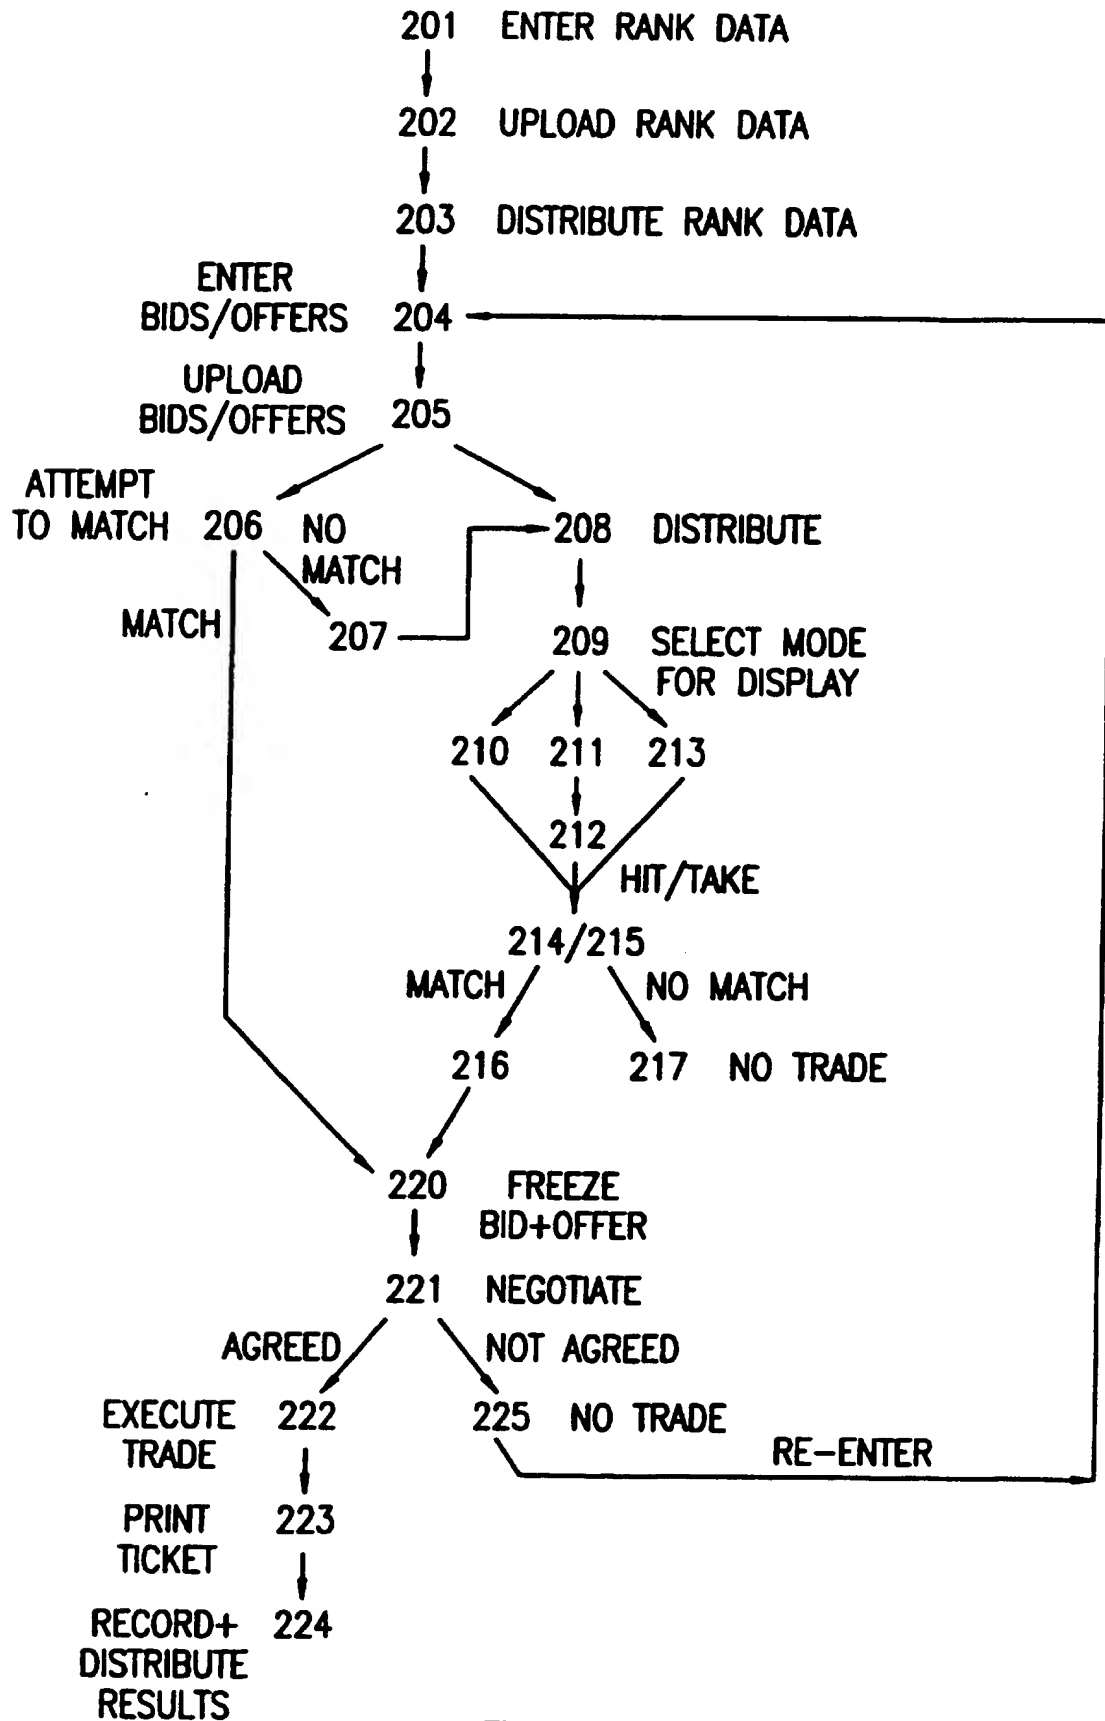 201 ENTER RANK DATA
202 UPLOAD RANK DATA
203 DISTRIBUTE RANK DATA
ENTER
BIDS/OFFERS 204
UPLOAD
BIDS/OFFERS 205
ATTEMPT
TO MATCH 206 NO
MATCH
208 DISTRIBUTE
MATCH
207
209 SELECT MODE
FOR DISPLAY
210 211 213
212
HIT/TAKE
214/215
MATCH NO MATCH
216 217 NO TRADE
220 FREEZE
BID+OFFER
221 NEGOTIATE
AGREED NOT AGREED
EXECUTE 222
TRADE
225 NO TRADE
RE-ENTER
PRINT 223
TICKET
RECORD+ 224
DISTRIBUTE
RESULTS